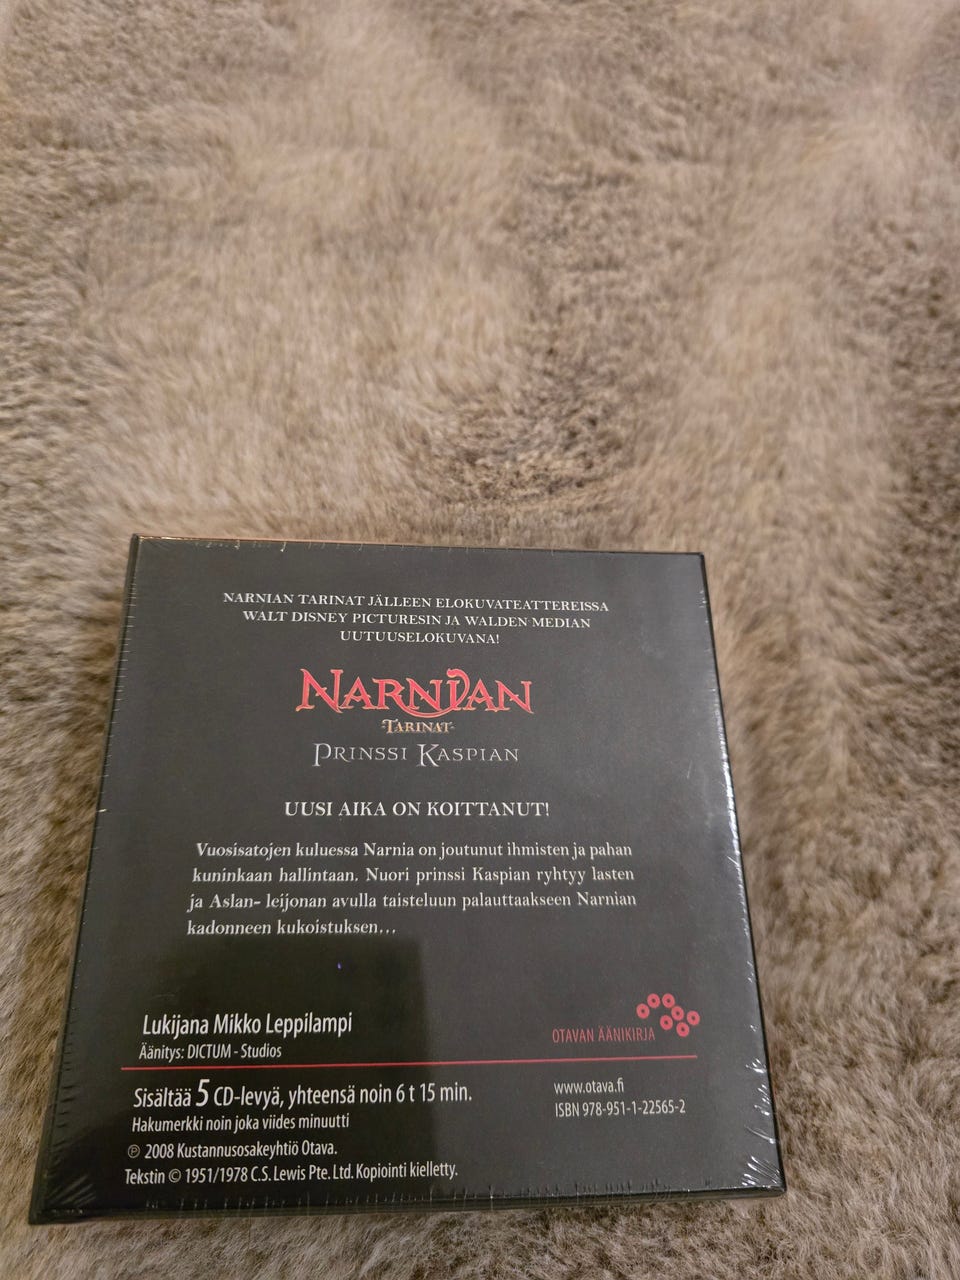 NARNIAN TARINAT JÄLLEEN ELOKUVATEATTEREISSA
WALT DISNEY PICTURESIN JA WALDEN MEDIAN
UUTUUSELOKUVANA!
NARNIAN
TARINAT
PRINSSI KASPIAN
UUSI AIKA ON KOITTANUT!
Vuosisatojen kuluessa Narnia on joutunut ihmisten ja pahan
kuninkaan hallintaan. Nuori prinssi Kaspian ryhtyy lasten
ja Aslan- leijonan avulla taisteluun palauttaakseen Narnian
kadonneen kukoistuksen...
Lukijana Mikko Leppilampi
Äänitys: DICTUM - Studios
OTAVAN ÄÄNIKIRJA
Sisältää 5 CD-levyä, yhteensä noin 6 t 15 min.
Hakumerkki noin joka viides minuutti
℗ 2008 Kustannusosakeyhtiö Otava.
Tekstin © 1951/1978 C.S. Lewis Pte. Ltd. Kopiointi kielletty.
www.otava.fi
ISBN 978-951-1-22565-2